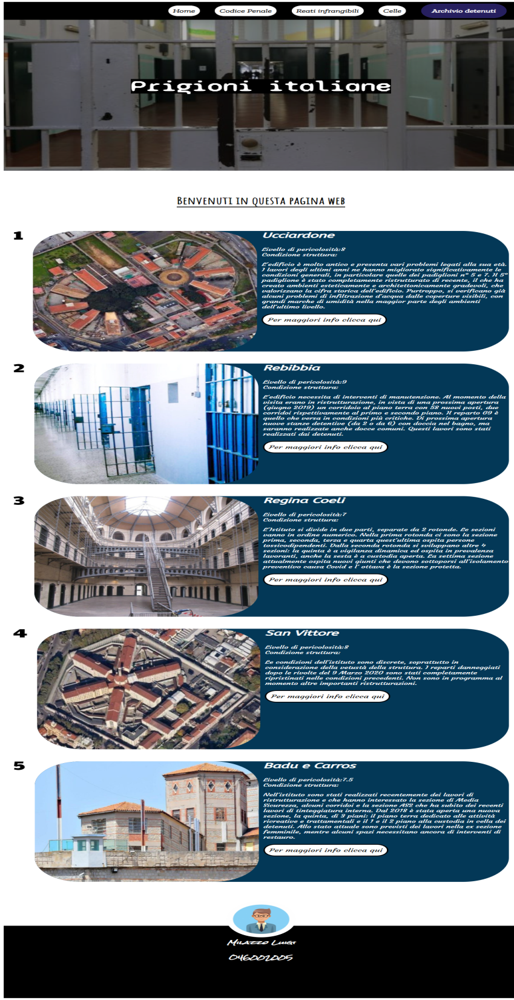 Home Codice Penale Reati infrangibili Celle Archivio detenuti
Prigioni italiane
Benvenuti in questa pagina web
1
Ucciardone
Livello di pericolosità:8
Condizione struttura:
L'edificio è molto antico e presenta vari problemi legati alla sua età.
I lavori degli ultimi anni ne hanno migliorato significativamente le
condizioni generali, in particolare quelle dei padiglioni n° 5 e 7. Il 5°
padiglione è stato completamente ristrutturato di recente, il che ha
creato ambienti esteticamente e architettonicamente gradevoli, che
valorizzano la cifra storica dell'edificio. Purtroppo, si verificano già
alcuni problemi di infiltrazione d'acqua dalle coperture visibili, con
grandi marche di umidità nella maggior parte degli ambienti
dell'ultimo livello.
Per maggiori info clicca qui
2
Rebibbia
Livello di pericolosità:9
Condizione struttura:
L'edificio necessita di interventi di manutenzione. Al momento della
visita erano in ristrutturazione, in vista di una prossima apertura
(giugno 2019) un corridoio al piano terra con 58 nuovi posti, due
corridoi rispettivamente al primo e secondo piano. Il reparto G9 è
quello che versa in condizioni più critiche. Di prossima apertura
nuove stanze detentive (da 2 o da 6) con doccia nel bagno, ma
saranno realizzate anche docce comuni. Questi lavori sono stati
realizzati dai detenuti.
Per maggiori info clicca qui
3
Regina Coeli
Livello di pericolosità:7
Condizione struttura:
L'Istituto si divide in due parti, separate da 2 rotonde. Le sezioni
vanno in ordine numerico. Nella prima rotonda ci sono la sezione
prima, seconda, terza e quarta quest'ultima ospita persone
tossicodipendenti. Dalla seconda rotonda si sviluppano altre 4
sezioni: la quinta è a vigilanza dinamica ed ospita in prevalenza
lavoranti, anche la sesta è a custodia aperta. La settima sezione
attualmente ospita nuovi giunti che devono sottoporsi all'isolamento
preventivo causa Covid e l' ottava è la sezione protetta.
Per maggiori info clicca qui
4
San Vittore
Livello di pericolosità:8
Condizione struttura:
Le condizioni dell'istituto sono discrete, soprattutto in
considerazione della vetustà della struttura. I reparti danneggiati
dopo le rivolte del 9 Marzo 2020 sono stati completamente
ripristinati nelle condizioni precedenti. Non sono in programma al
momento altre importanti ristrutturazioni.
Per maggiori info clicca qui
5
Badu e Carros
Livello di pericolosità:7.5
Condizione struttura:
Nell'istituto sono stati realizzati recentemente dei lavori di
ristrutturazione e che hanno interessato la sezione di Media
Sicurezza, alcuni corridoi e la sezione AS2 che ha subito dei recenti
lavori di tinteggiatura interna. Dal 2018 è stata aperta una nuova
sezione, la quinta, di 3 piani: il piano terra dedicato alle attività
ricreative e trattamentali e il 1 e il 2 piano alla custodia in cella dei
detenuti. Allo stato attuale sono previsti dei lavori nella ex sezione
femminile, mentre alcuni spazi necessitano ancora di interventi di
restauro.
Per maggiori info clicca qui
Milazzo Luigi
046002005